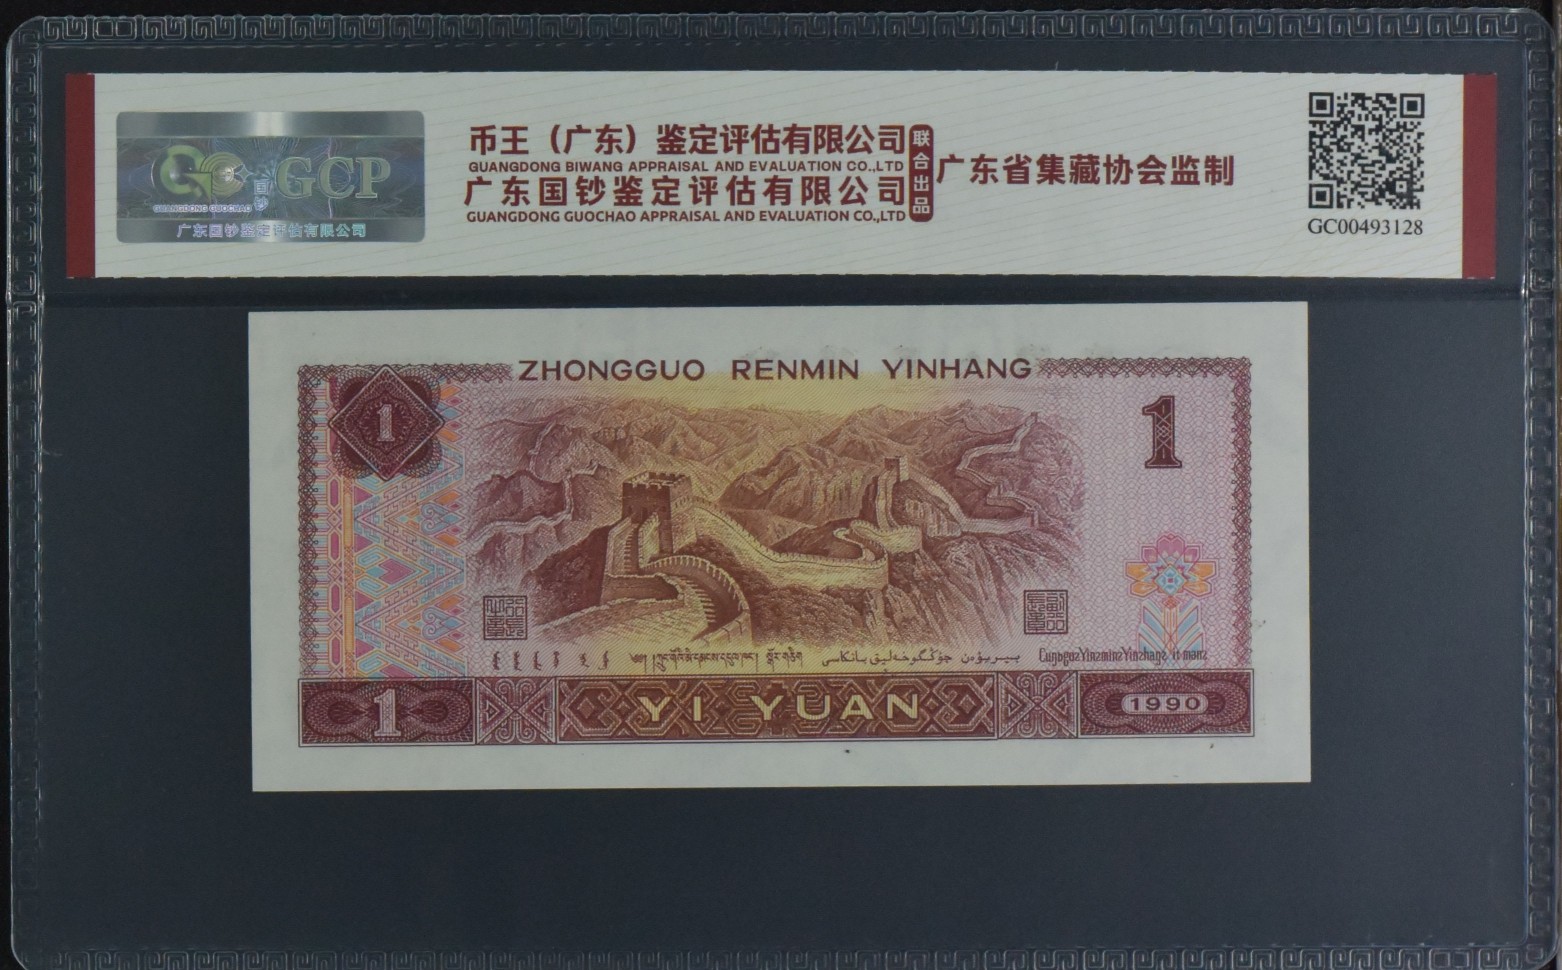 币王（广东）鉴定评估有限公司
GUANGDONG BIWANG APPRAISAL AND EVALUATION CO.,LTD
广东国钞鉴定评估有限公司
GUANGDONG GUOCHAO APPRAISAL AND EVALUATION CO.,LTD
联合出品
广东省集藏协会监制
GC00493128
GCP
国钞
GUANGDONG GUOCHAO
广东国钞鉴定评估有限公司
ZHONGGUO RENMIN YINHANG
1
1
1 YI YUAN 1990